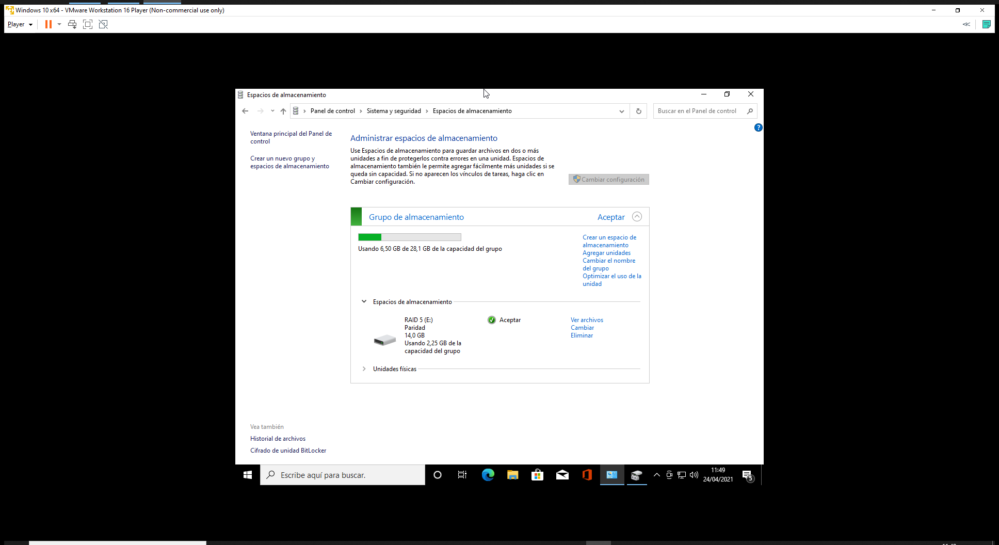 Windows 10 x64 - VMware Workstation 16 Player (Non-commercial use only)
Player
Espacios de almacenamiento
Panel de control > Sistema y seguridad > Espacios de almacenamiento
Buscar en el Panel de control
?
Ventana principal del Panel de
control
Crear un nuevo grupo y
espacios de almacenamiento
Administrar espacios de almacenamiento
Use Espacios de almacenamiento para guardar archivos en dos o más
unidades a fin de protegerlos contra errores en una unidad. Espacios de
almacenamiento también le permite agregar fácilmente más unidades si se
queda sin capacidad. Si no aparecen los vínculos de tareas, haga clic en
Cambiar configuración.
Cambiar configuración
Grupo de almacenamiento
Aceptar
Usando 6,50 GB de 28,1 GB de la capacidad del grupo
Crear un espacio de
almacenamiento
Agregar unidades
Cambiar el nombre
del grupo
Optimizar el uso de la
unidad
Espacios de almacenamiento
RAID 5 (E:)
Paridad
14,0 GB
Usando 2,25 GB de la
capacidad del grupo
Aceptar
Ver archivos
Cambiar
Eliminar
Unidades físicas
Vea también
Historial de archivos
Cifrado de unidad BitLocker
Escribe aquí para buscar.
11:49
24/04/2021
5